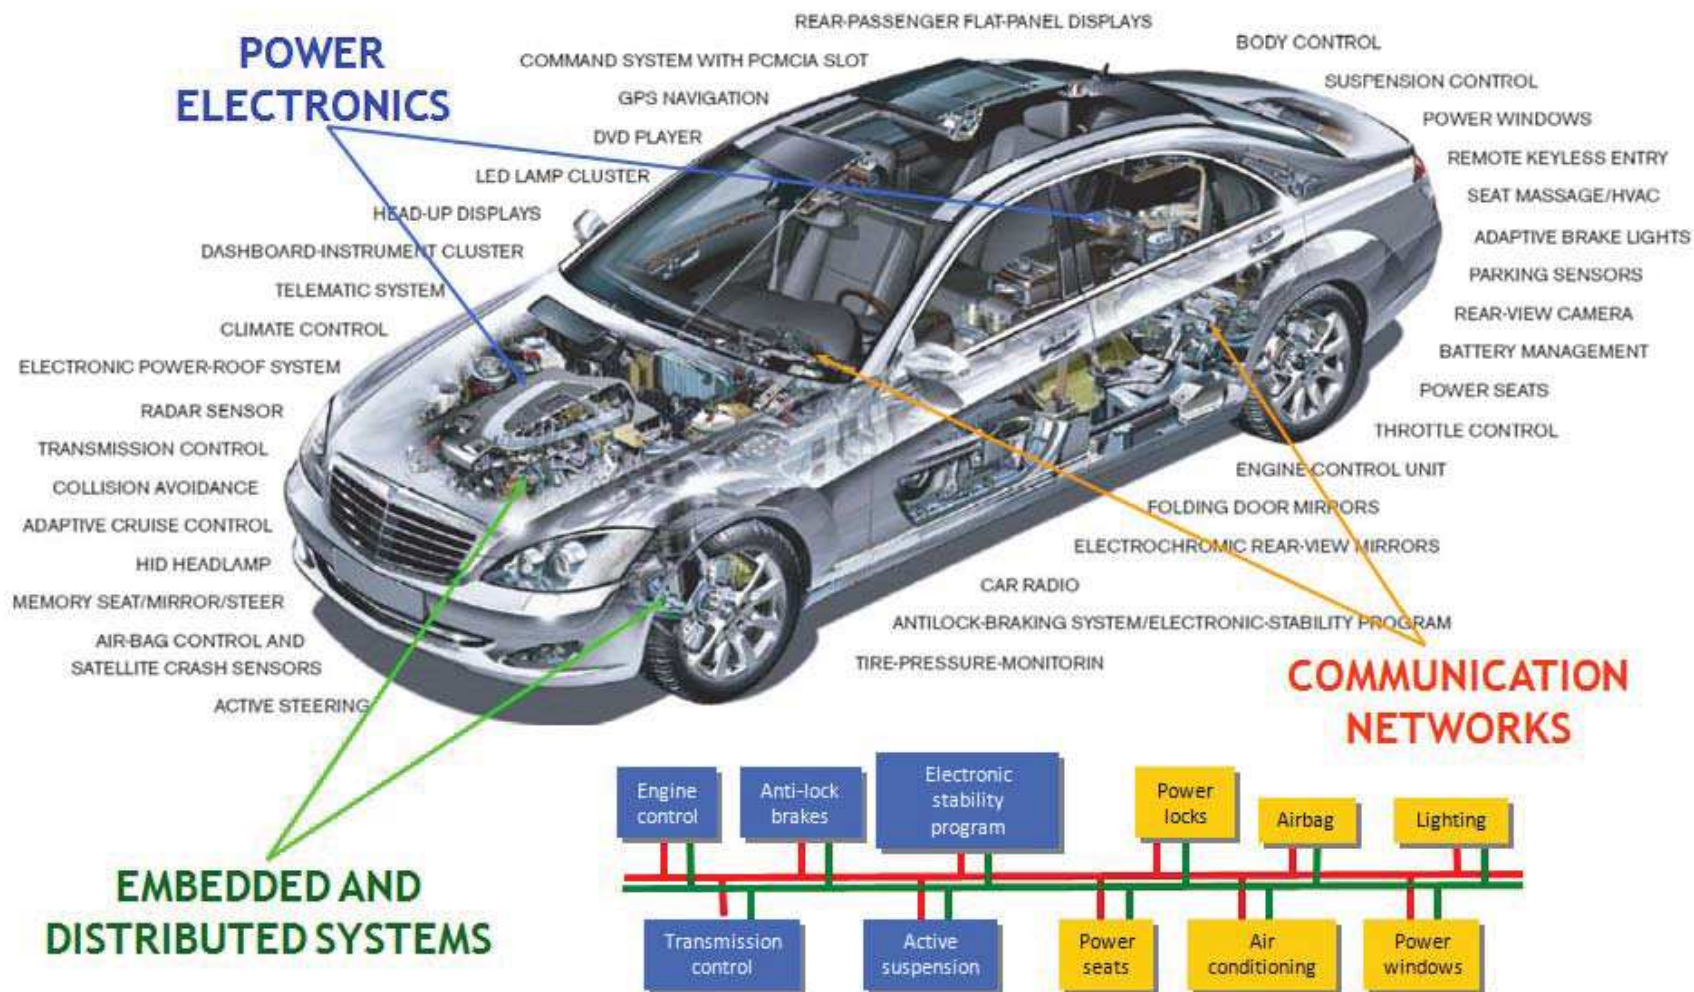 REAR-PASSENGER FLAT-PANEL DISPLAYS
POWER
ELECTRONICS
COMMAND SYSTEM WITH PCMCIA SLOT
GPS NAVIGATION
DVD PLAYER
LED LAMP CLUSTER
HEAD-UP DISPLAYS
DASHBOARD-INSTRUMENT CLUSTER
TELEMATIC SYSTEM
CLIMATE CONTROL
ELECTRONIC POWER-ROOF SYSTEM
RADAR SENSOR
TRANSMISSION CONTROL
COLLISION AVOIDANCE
ADAPTIVE CRUISE CONTROL
HID HEADLAMP
MEMORY SEAT/MIRROR/STEER
AIR-BAG CONTROL AND
SATELLITE CRASH SENSORS
ACTIVE STEERING
BODY CONTROL
SUSPENSION CONTROL
POWER WINDOWS
REMOTE KEYLESS ENTRY
SEAT MASSAGE/HVAC
ADAPTIVE BRAKE LIGHTS
PARKING SENSORS
REAR-VIEW CAMERA
BATTERY MANAGEMENT
POWER SEATS
THROTTLE CONTROL
ENGINE-CONTROL UNIT
FOLDING DOOR MIRRORS
ELECTROCHROMIC REAR-VIEW MIRRORS
CAR RADIO
ANTILOCK-BRAKING SYSTEM/ELECTRONIC-STABILITY PROGRAM
TIRE-PRESSURE-MONITORIN
COMMUNICATION
NETWORKS
EMBEDDED AND
DISTRIBUTED SYSTEMS
Engine
control
Anti-lock
brakes
Electronic
stability
program
Power
locks
Airbag
Lighting
Transmission
control
Active
suspension
Power
seats
Air
conditioning
Power
windows